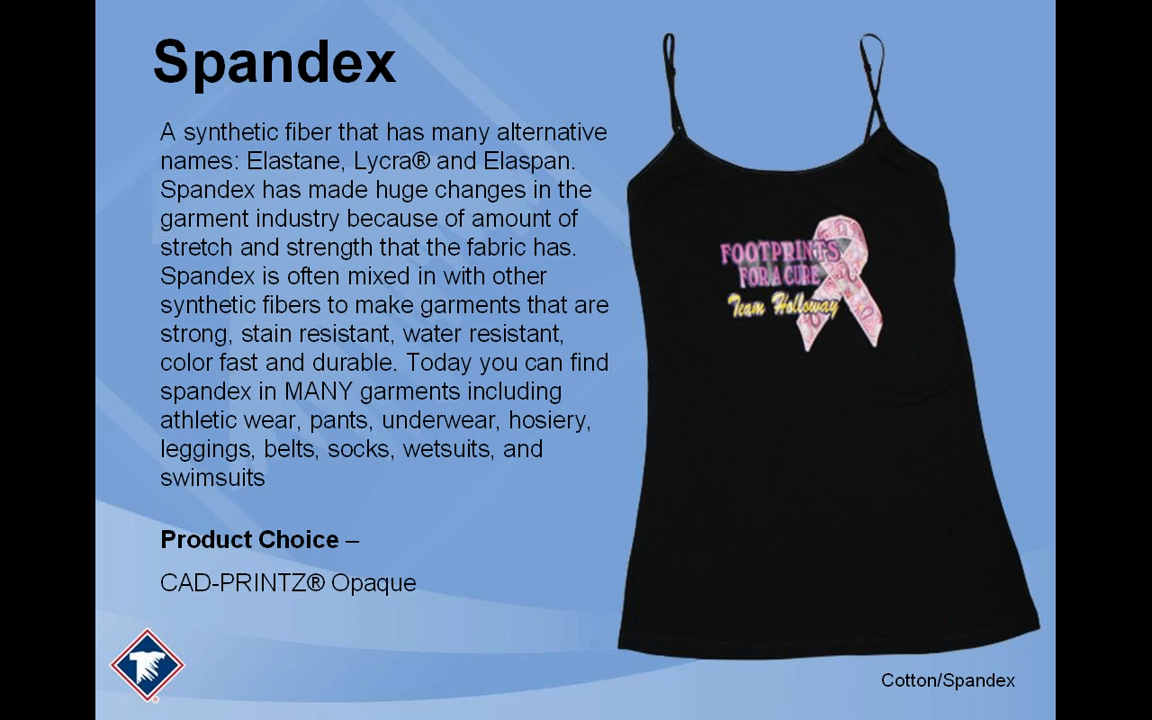 Spandex
A synthetic fiber that has many alternative
names: Elastane, Lycra® and Elaspan.
Spandex has made huge changes in the
garment industry because of amount of
stretch and strength that the fabric has.
Spandex is often mixed in with other
synthetic fibers to make garments that are
strong, stain resistant, water resistant,
color fast and durable. Today you can find
spandex in MANY garments including
athletic wear, pants, underwear, hosiery,
leggings, belts, socks, wetsuits, and
swimsuits
Product Choice –
CAD-PRINTZ® Opaque
FOOTPRINTS
FOR A CURE
Team Holloway
Cotton/Spandex